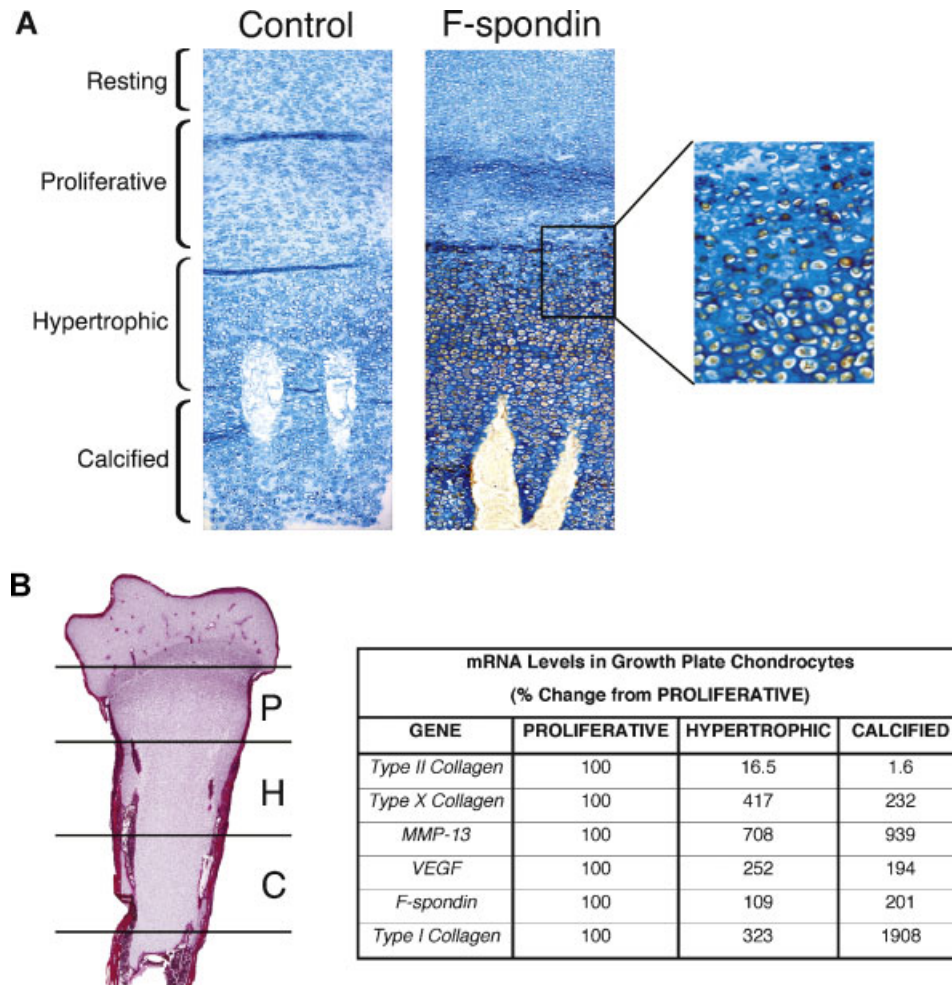 A
Control
F-spondin
Resting
Proliferative
Hypertrophic
Calcified
B
P
H
C
mRNA Levels in Growth Plate Chondrocytes
(% Change from PROLIFERATIVE)
GENE PROLIFERATIVE HYPERTROPHIC CALCIFIED
Type II Collagen 100 16.5 1.6
Type X Collagen 100 417 232
MMP-13 100 708 939
VEGF 100 252 194
F-spondin 100 109 201
Type I Collagen 100 323 1908